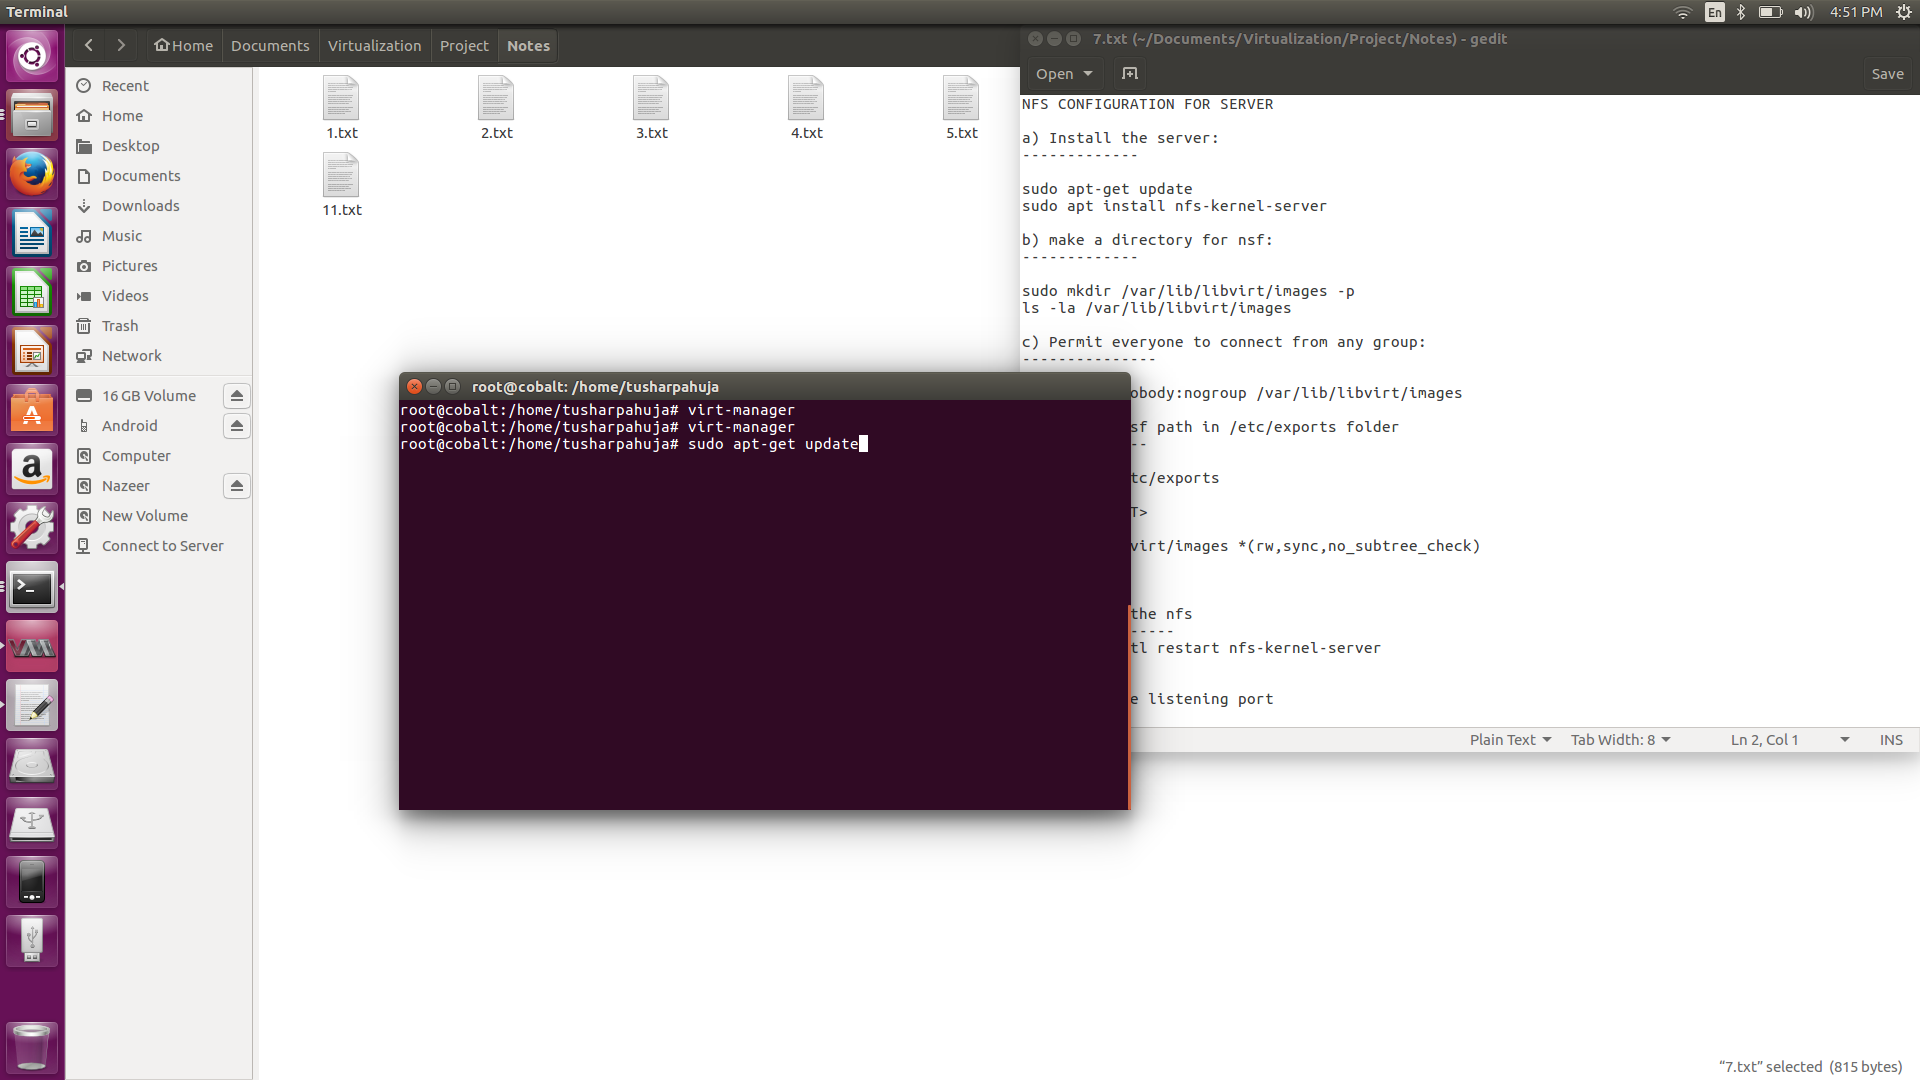 Terminal
En
4:51 PM
Home
Documents
Virtualization
Project
Notes
Recent
Home
Desktop
Documents
Downloads
Music
Pictures
Videos
Trash
Network
16 GB Volume
Android
Computer
Nazeer
New Volume
Connect to Server
1.txt
2.txt
3.txt
4.txt
5.txt
11.txt
root@cobalt: /home/tusharpahuja
root@cobalt:/home/tusharpahuja# virt-manager
root@cobalt:/home/tusharpahuja# virt-manager
root@cobalt:/home/tusharpahuja# sudo apt-get update
7.txt (~/Documents/Virtualization/Project/Notes) - gedit
Open
Save
NFS CONFIGURATION FOR SERVER
a) Install the server:
-------------
sudo apt-get update
sudo apt install nfs-kernel-server
b) make a directory for nsf:
-------------
sudo mkdir /var/lib/libvirt/images -p
ls -la /var/lib/libvirt/images
c) Permit everyone to connect from any group:
---------------
obody:nogroup /var/lib/libvirt/images
sf path in /etc/exports folder
--
tc/exports
T>
virt/images *(rw,sync,no_subtree_check)
the nfs
-----
tl restart nfs-kernel-server
e listening port
Plain Text
Tab Width: 8
Ln 2, Col 1
INS
"7.txt" selected (815 bytes)